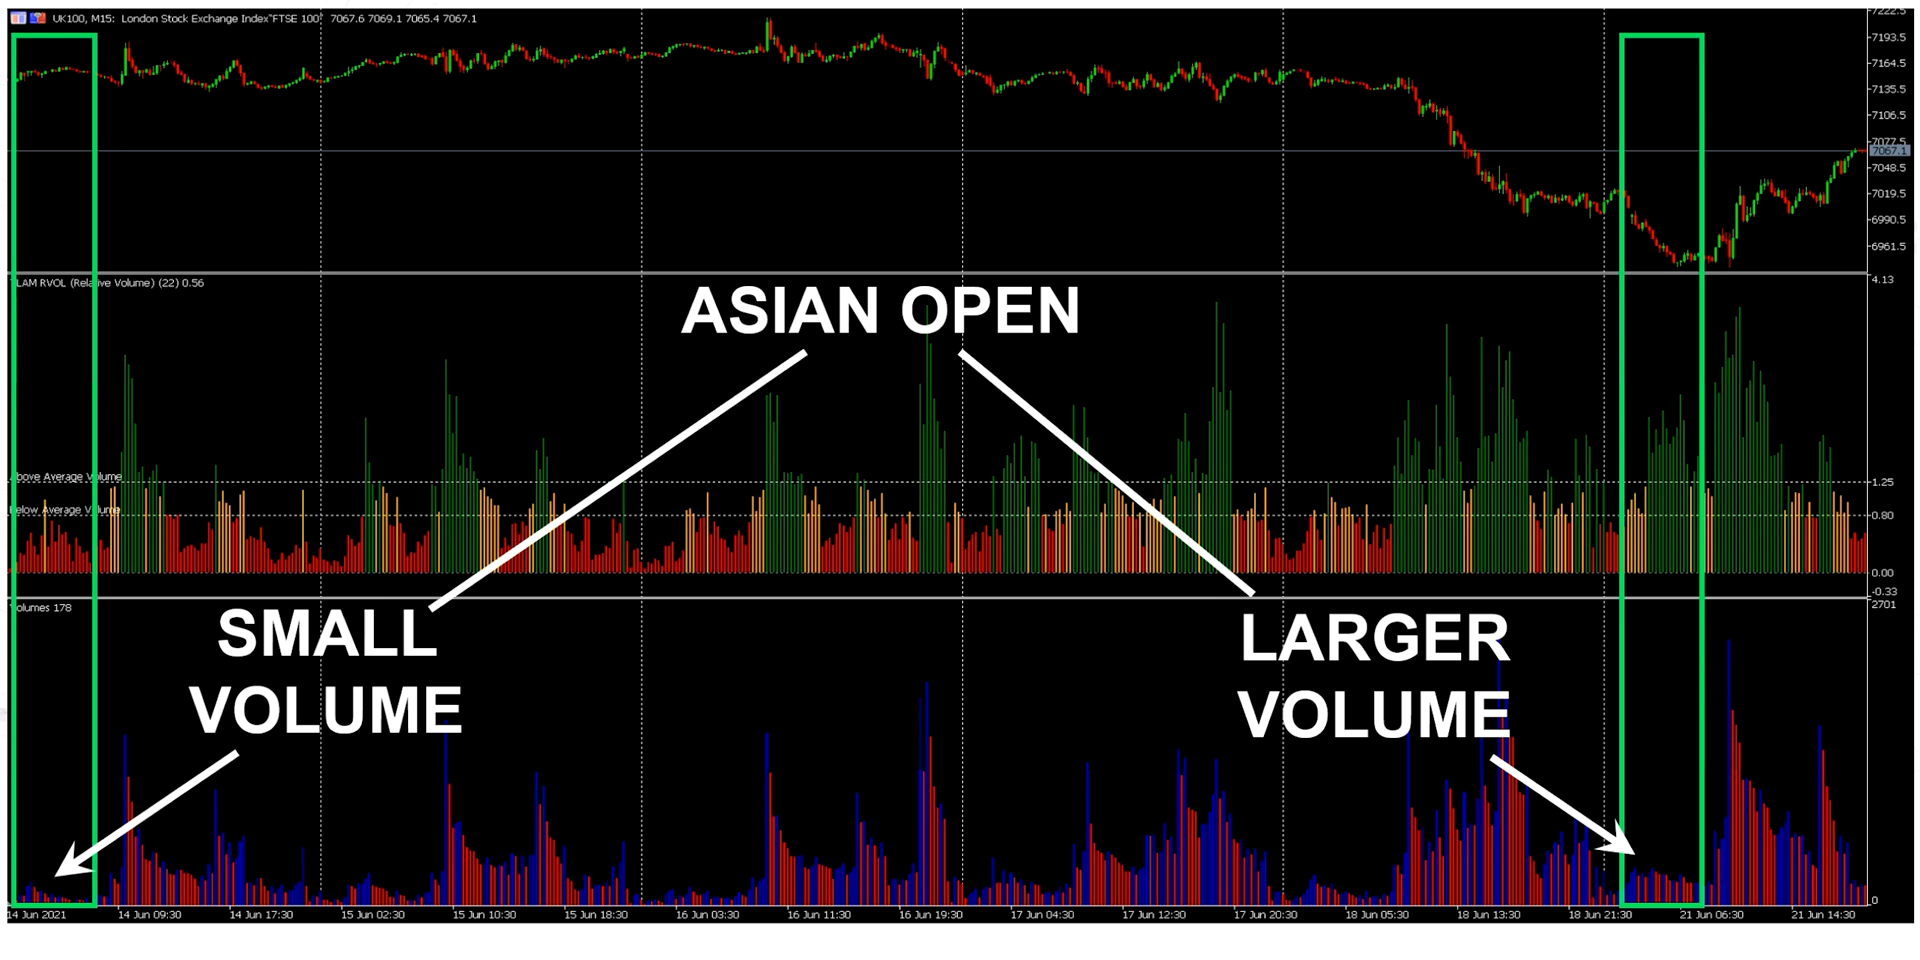 UK100, M15: London Stock Exchange Index"FTSE 100" 7067.6 7069.1 7065.4 7067.1
7222.5
7193.5
7164.5
7135.5
7106.5
7077.5
7067.1
7048.5
7019.5
6990.5
6961.5
LAM RVOL (Relative Volume) (22) 0.56
4.13
ASIAN OPEN
Above Average Volume
1.25
Below Average Volume
0.80
0.00
-0.33
Volumes 178
2701
SMALL
VOLUME
LARGER
VOLUME
0
14 Jun 2021 14 Jun 09:30 14 Jun 17:30 15 Jun 02:30 15 Jun 10:30 15 Jun 18:30 16 Jun 03:30 16 Jun 11:30 16 Jun 19:30 17 Jun 04:30 17 Jun 12:30 17 Jun 20:30 18 Jun 05:30 18 Jun 13:30 18 Jun 21:30 21 Jun 06:30 21 Jun 14:30